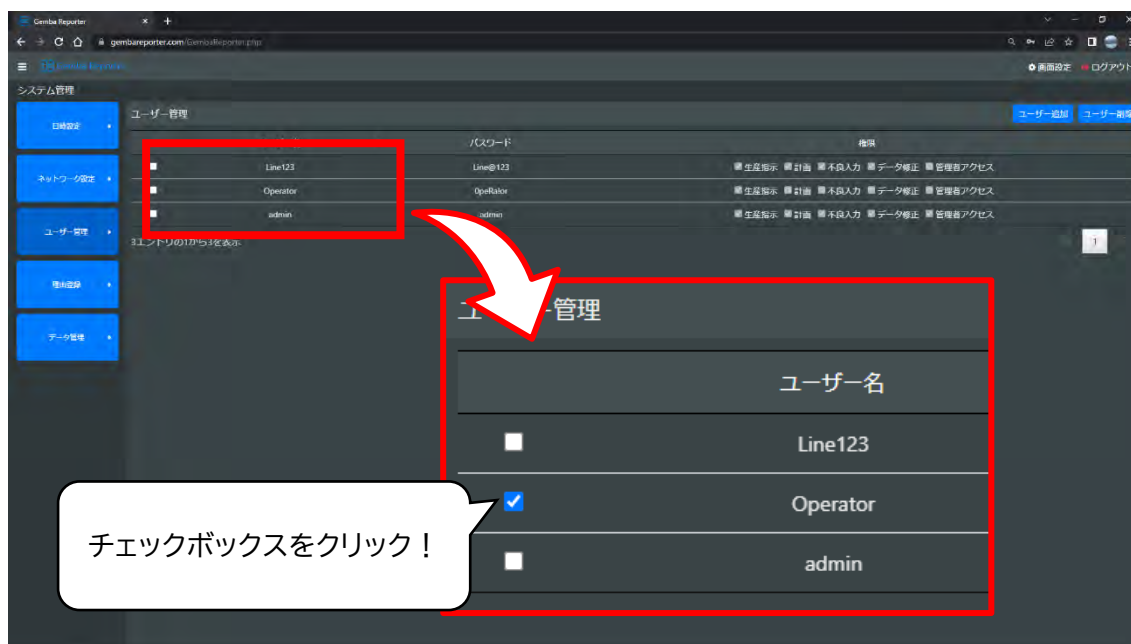 Gemba Reporter
gembareporter.com/GembaReporter.php
画面設定 ログアウト
システム管理
日時設定
ネットワーク設定
ユーザー管理
理由登録
データ管理
ユーザー管理
ユーザー追加 ユーザー削除
パスワード 権限
Line123 Line@123 生産指示 計画 不良入力 データ修正 管理者アクセス
Operator 生産指示 計画 不良入力 データ修正 管理者アクセス
admin admin 生産指示 計画 不良入力 データ修正 管理者アクセス
3エントリの1から3を表示
1
ユ ー管理
ユーザー名
Line123
Operator
admin
チェックボックスをクリック！